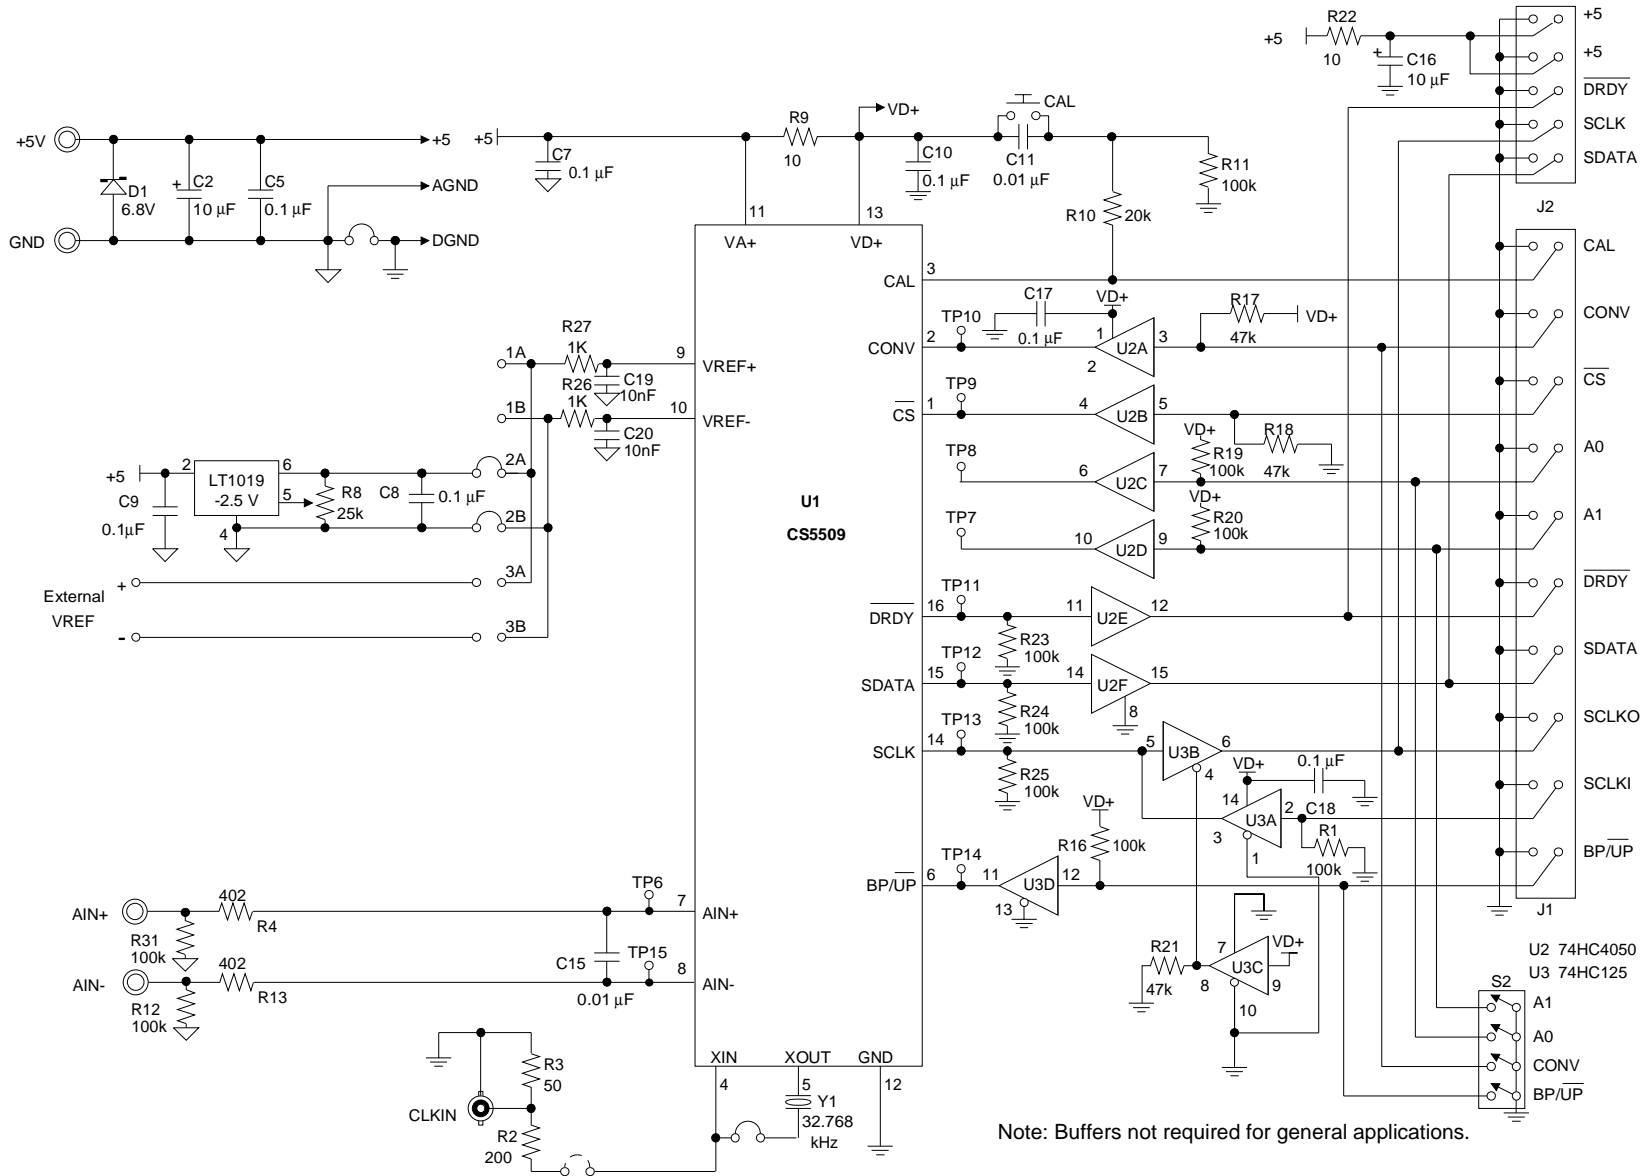 R22
+5
10
+
C16
10 µF
+5
+5
DRDY
SCLK
SDATA
J2
+5V
GND
D1
6.8V
+
C2
10 µF
C5
0.1 µF
+5
AGND
DGND
+5
C7
0.1 µF
R9
10
VD+
C10
0.1 µF
CAL
C11
0.01 µF
R11
100k
R10
20k
11
VA+
13
VD+
U1
CS5509
3
CAL
2
CONV
1
CS
16
DRDY
15
SDATA
14
SCLK
6
BP/UP
9
VREF+
10
VREF-
7
AIN+
8
AIN-
XIN
4
XOUT
5
GND
12
1A
R27
1K
C19
10nF
1B
R26
1K
C20
10nF
+5
C9
0.1µF
2
LT1019
-2.5 V
6
5
4
R8
25k
C8
0.1 µF
2A
2B
3A
3B
External
VREF
+
-
TP10
C17
0.1 µF
VD+
1
U2A
2
3
R17
47k
VD+
TP9
4
U2B
5
R18
47k
TP8
6
U2C
7
VD+
R19
100k
TP7
10
U2D
9
VD+
R20
100k
TP11
R23
100k
11
U2E
12
TP12
R24
100k
14
U2F
15
8
TP13
R25
100k
5
U3B
6
4
VD+
0.1 µF
C18
14
U3A
2
3
1
R1
100k
TP14
11
U3D
12
13
VD+
R16
100k
R21
47k
7
U3C
8
9
10
VD+
CAL
CONV
CS
A0
A1
DRDY
SDATA
SCLKO
SCLKI
BP/UP
J1
U2 74HC4050
U3 74HC125
S2
A1
A0
CONV
BP/UP
AIN+
R31
100k
402
R4
AIN-
R12
100k
402
R13
C15
0.01 µF
TP6
TP15
CLKIN
R3
50
R2
200
Y1
32.768
kHz
Note: Buffers not required for general applications.